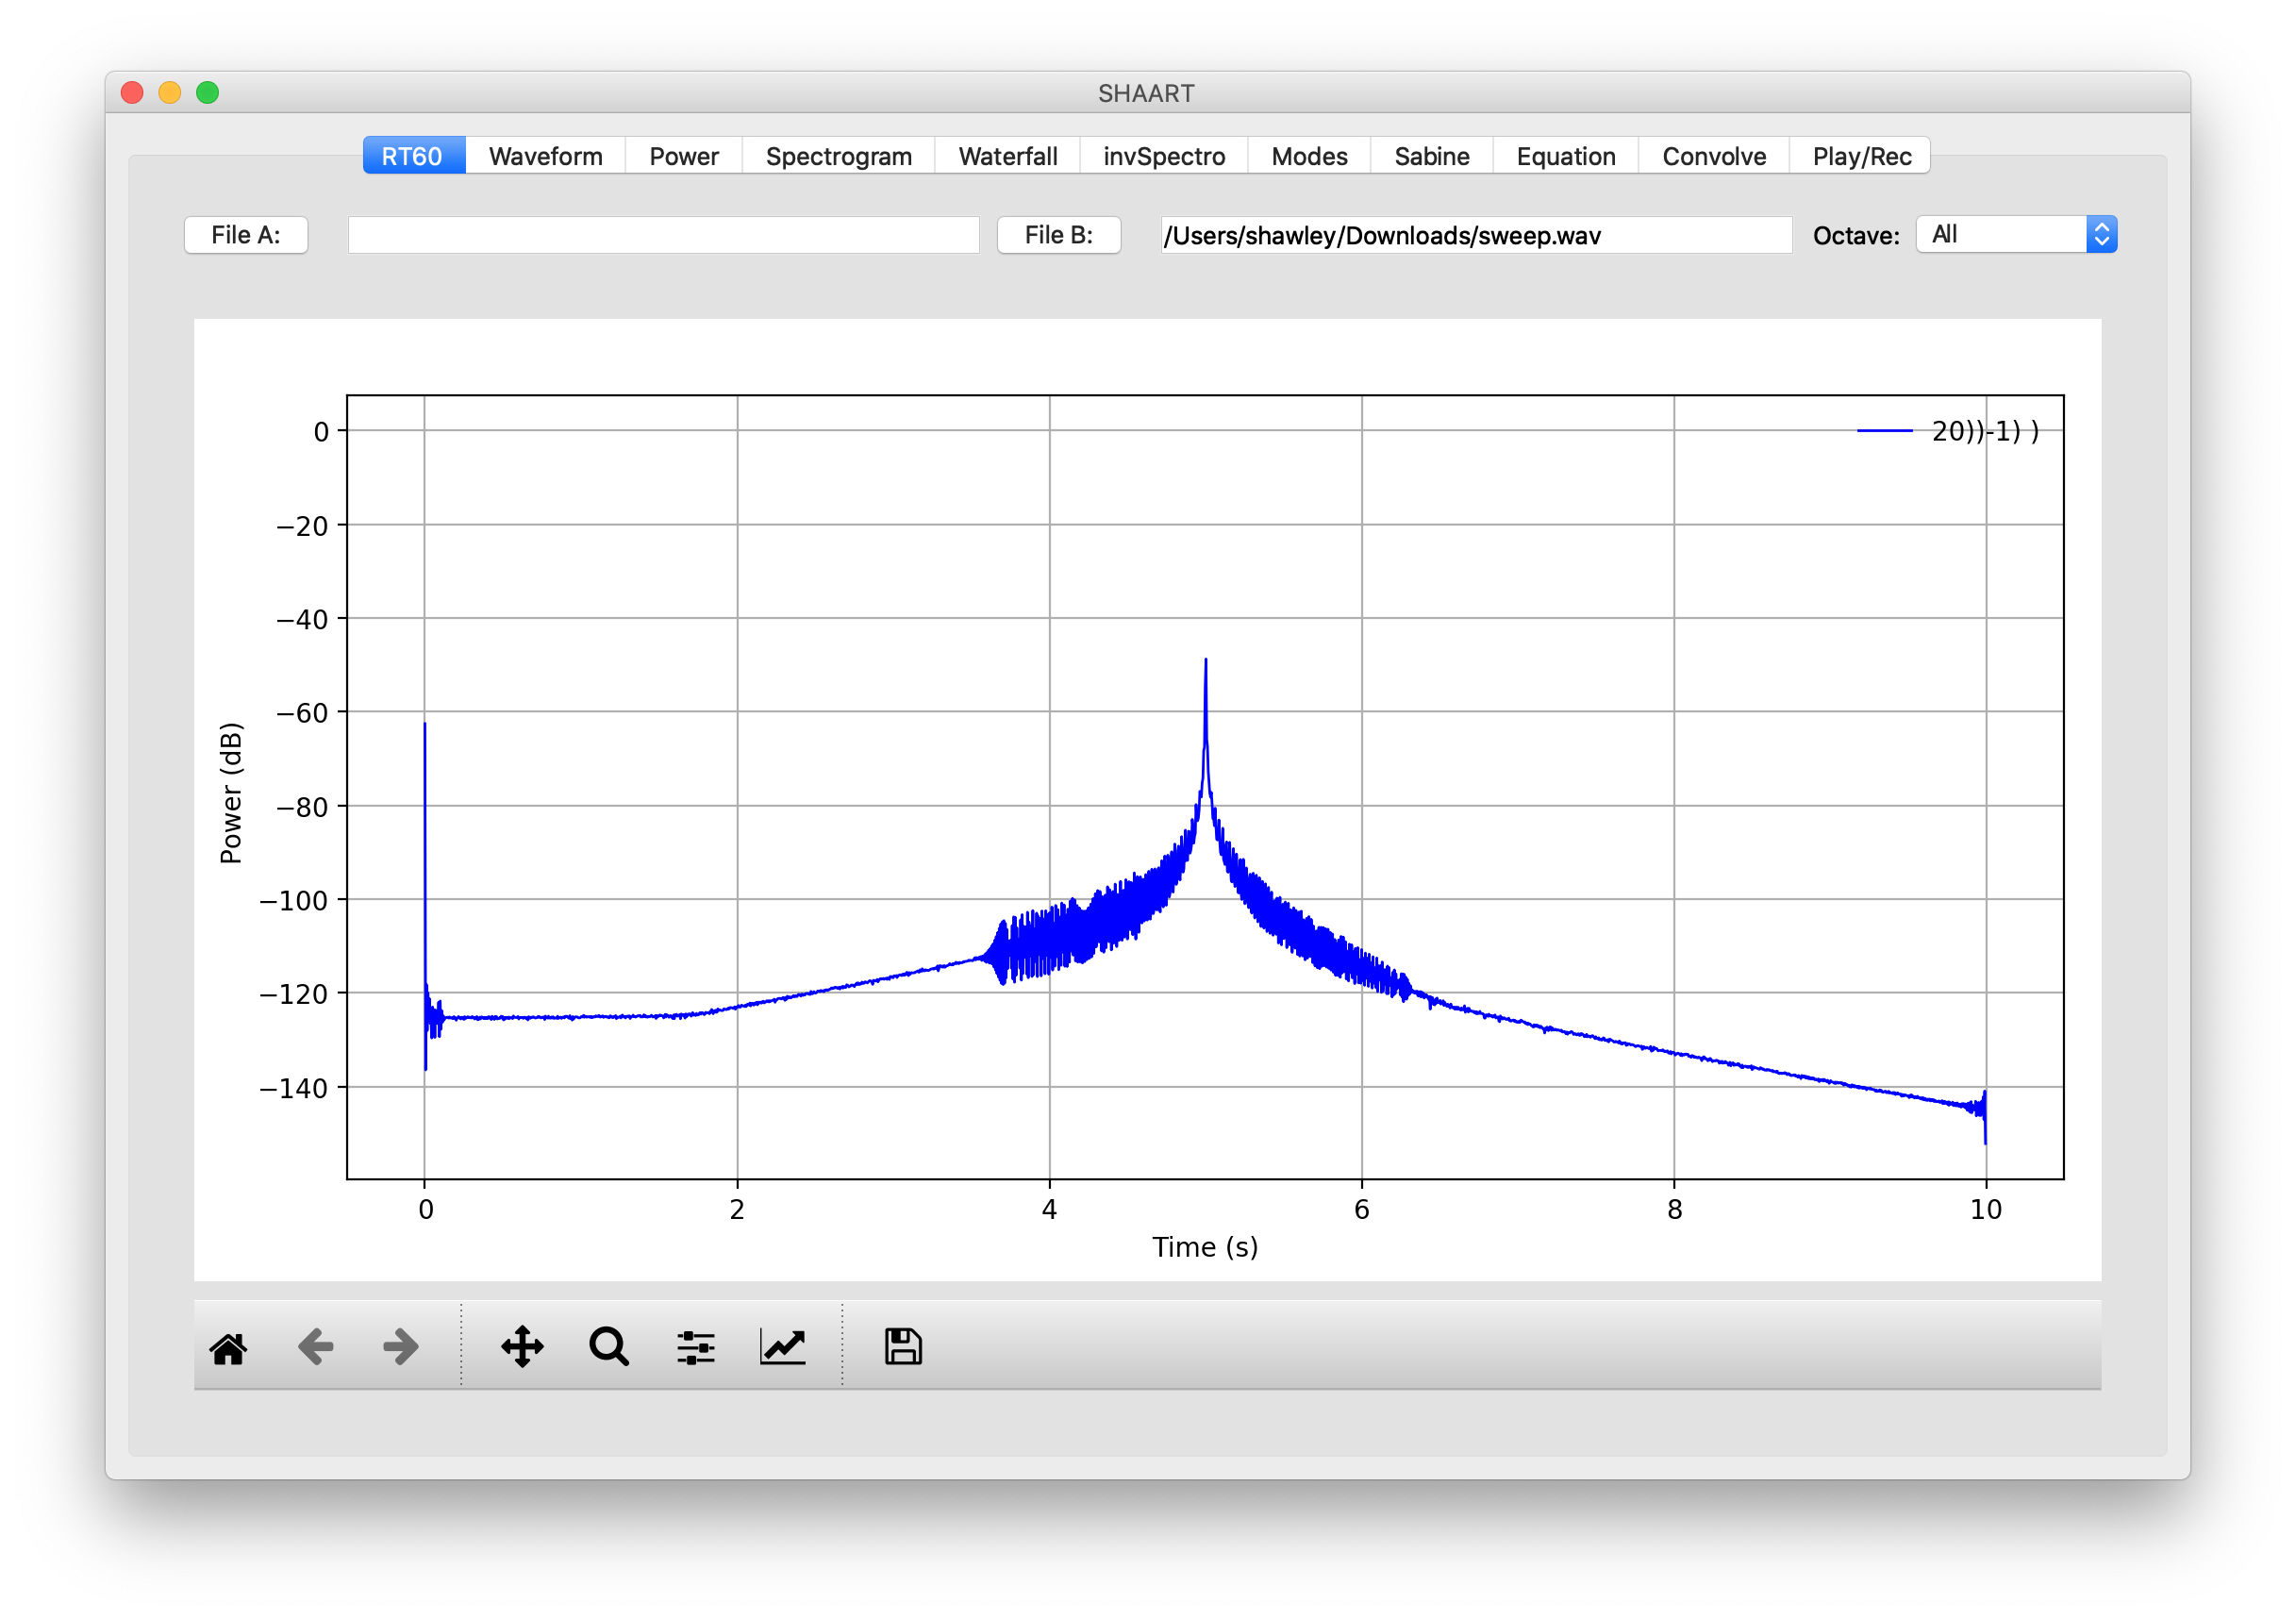 SHAART
RT60 Waveform Power Spectrogram Waterfall invSpectro Modes Sabine Equation Convolve Play/Rec
File A: File B: /Users/shawley/Downloads/sweep.wav Octave: All
20))-1) )
0
−20
−40
−60
−80
−100
−120
−140
Power (dB)
0 2 4 6 8 10
Time (s)